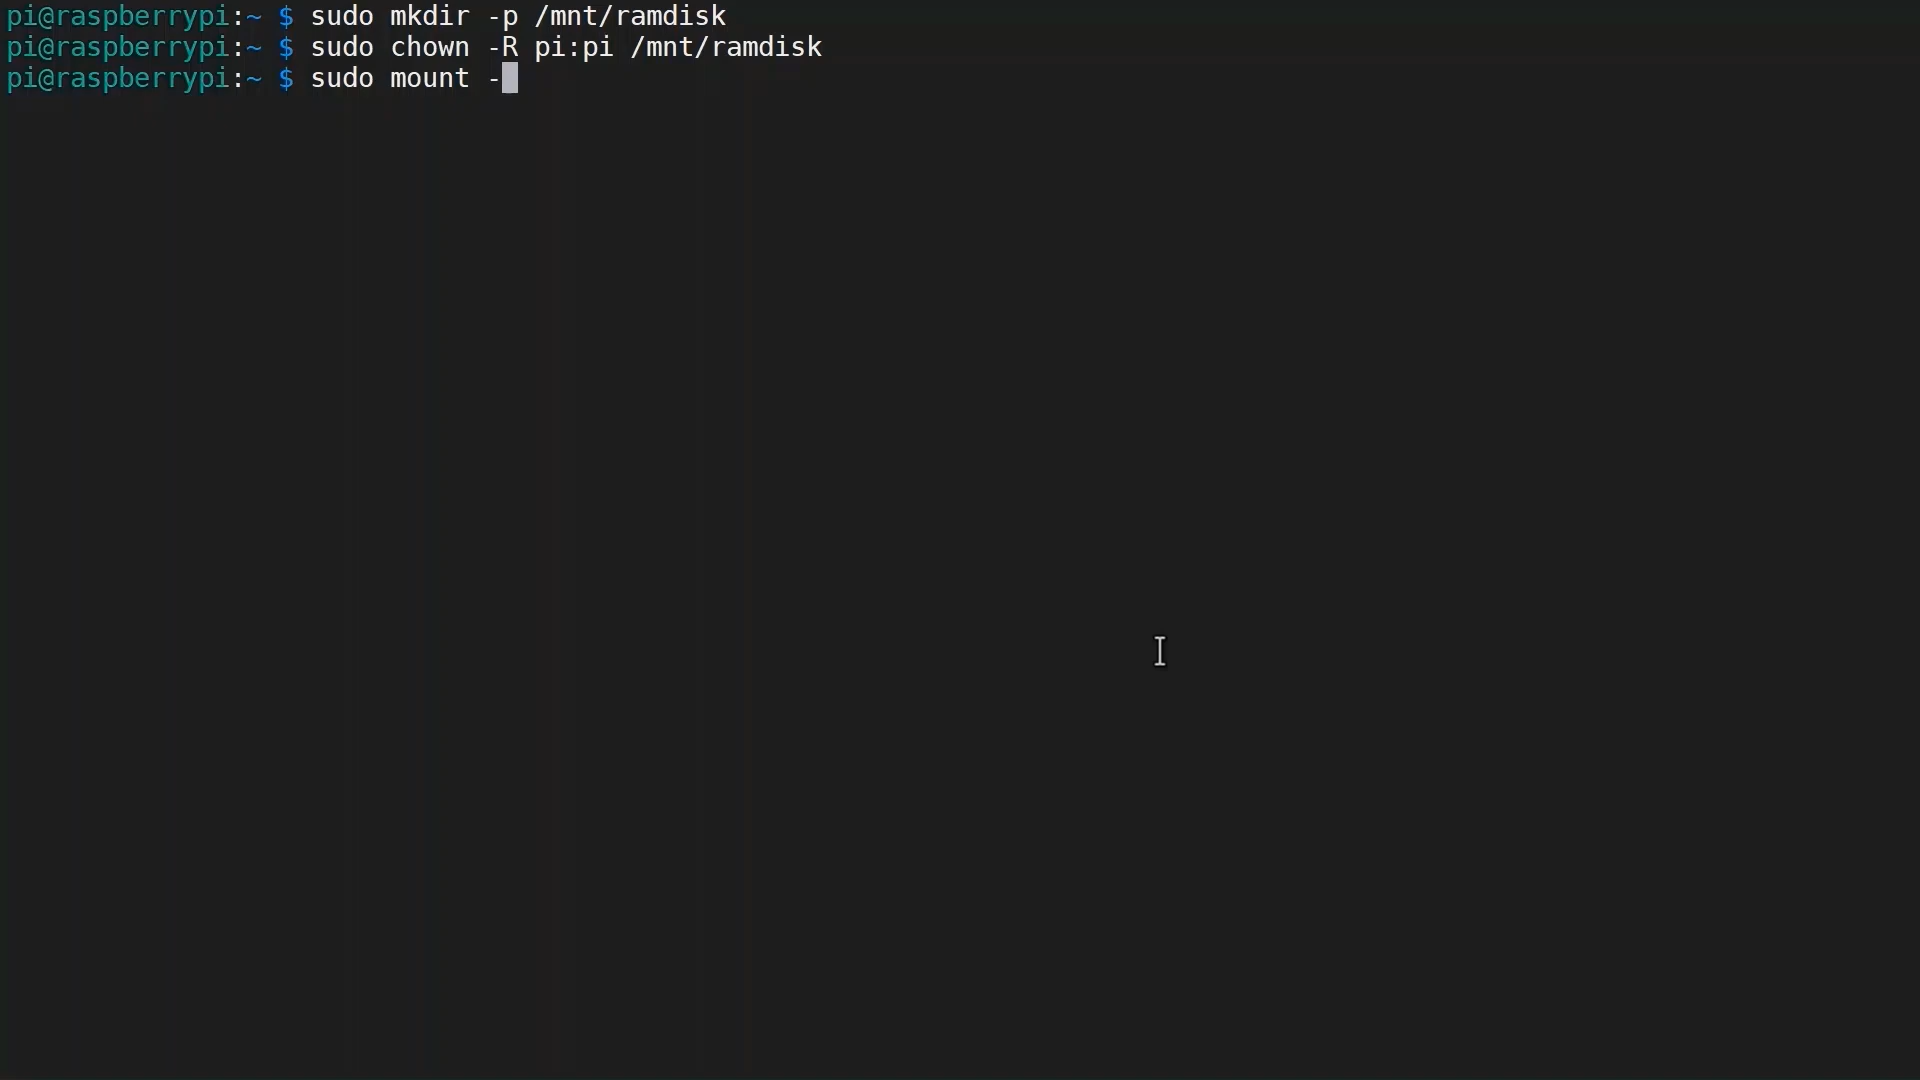 pi@raspberrypi:~ $ sudo mkdir -p /mnt/ramdisk
pi@raspberrypi:~ $ sudo chown -R pi:pi /mnt/ramdisk
pi@raspberrypi:~ $ sudo mount -